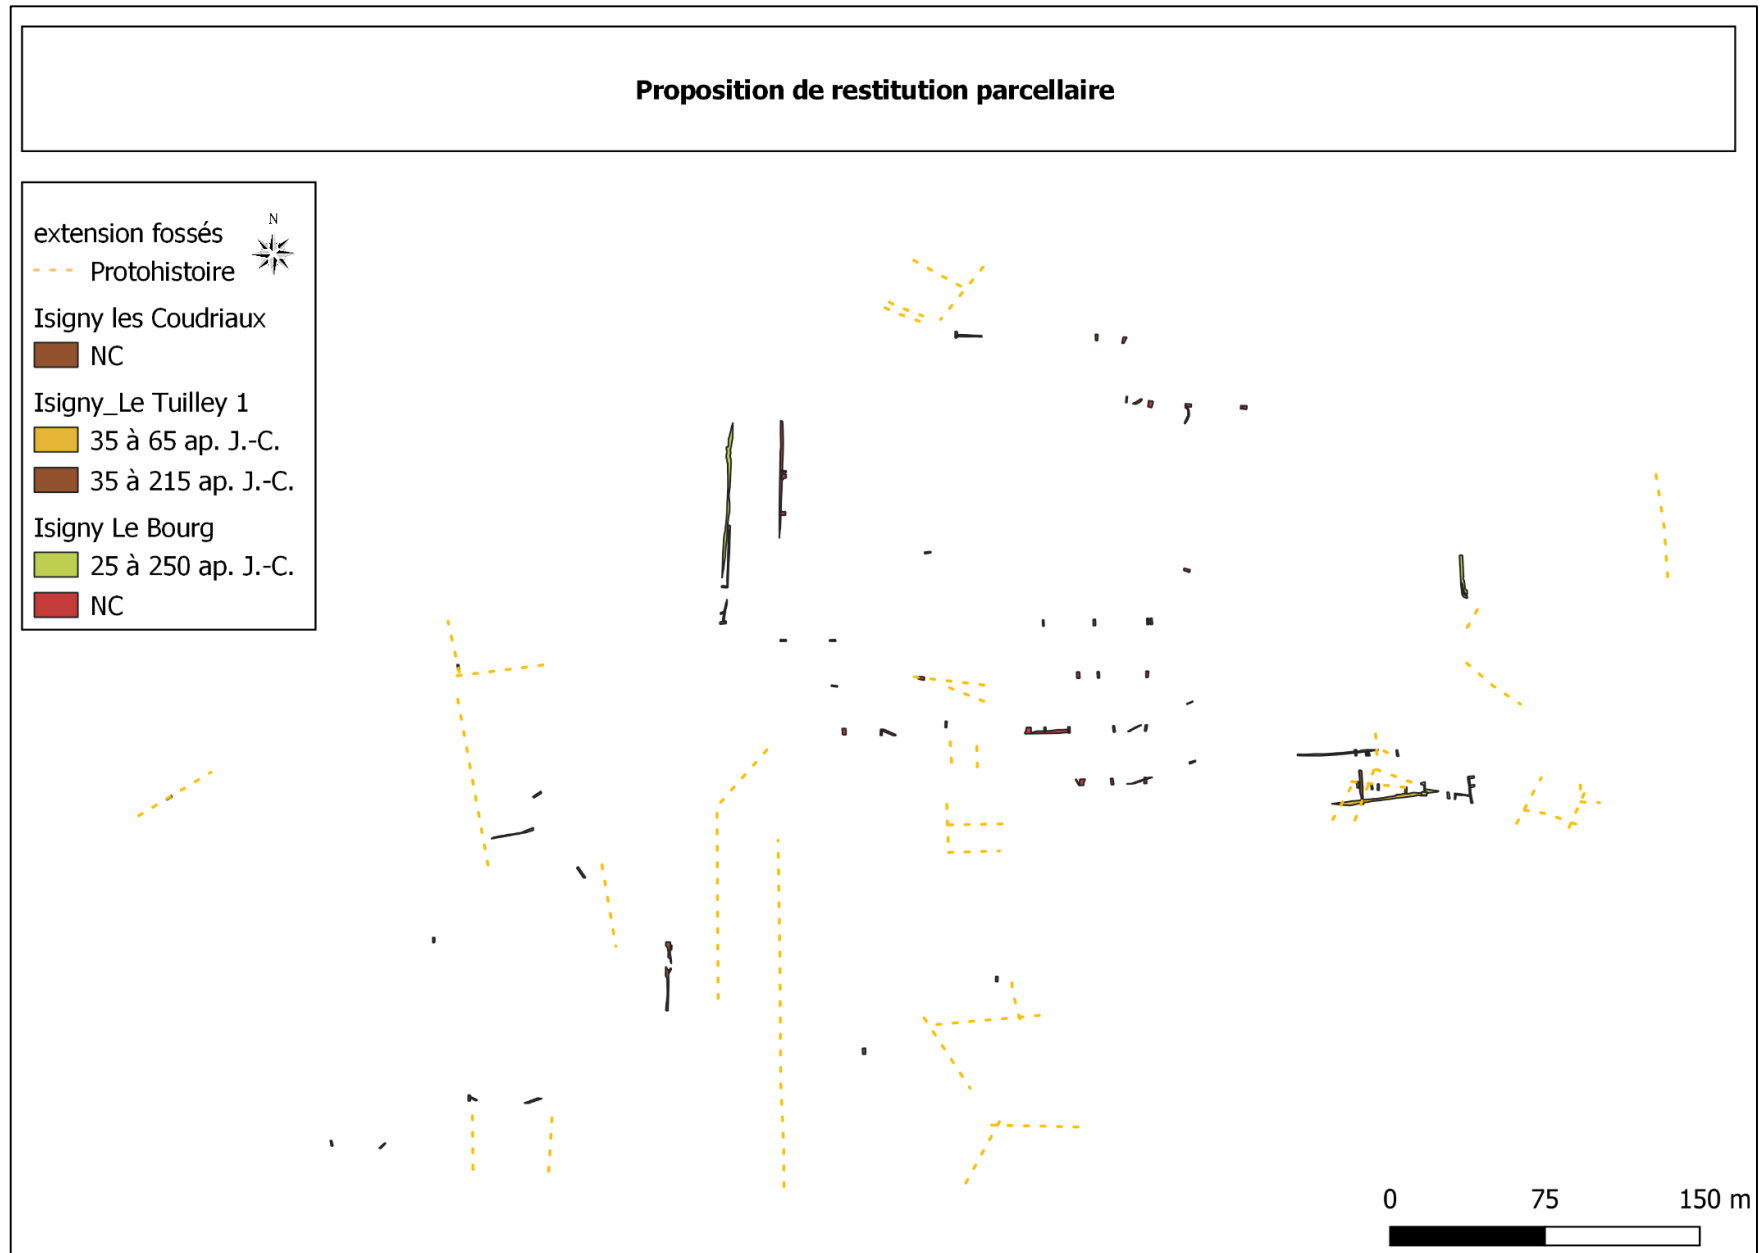 Proposition de restitution parcellaire
N
extension fossés
Protohistoire
Isigny les Coudriaux
NC
Isigny_Le Tuilley 1
35 à 65 ap. J.-C.
35 à 215 ap. J.-C.
Isigny Le Bourg
25 à 250 ap. J.-C.
NC
0 75 150 m